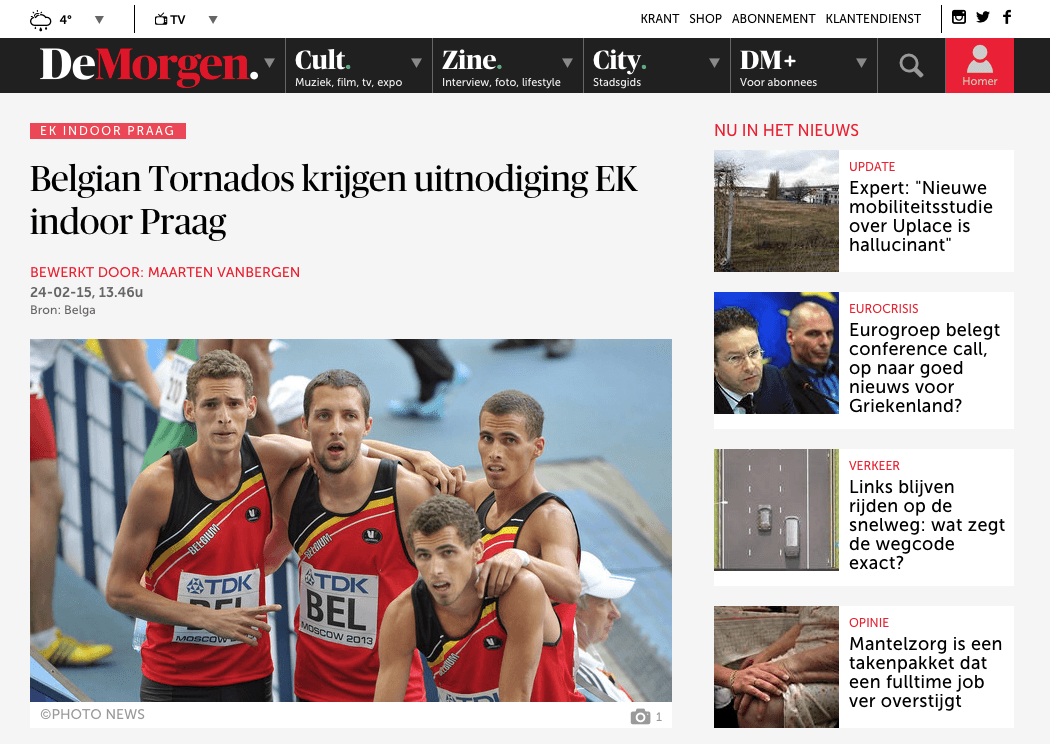 4°
TV
KRANT SHOP ABONNEMENT KLANTENDIENST
DeMorgen.
Cult.
Muziek, film, tv, expo
Zine.
Interview, foto, lifestyle
City.
Stadsgids
DM+
Voor abonnees
Homer
EK INDOOR PRAAG
Belgian Tornados krijgen uitnodiging EK
indoor Praag
BEWERKT DOOR: MAARTEN VANBERGEN
24-02-15, 13.46u
Bron: Belga
BELGIUM
TDK
BEL
MOSCOW
BELGIUM
TDK
BEL
MOSCOW 2013
BELGIUM
TDK
©PHOTO NEWS
1
NU IN HET NIEUWS
UPDATE
Expert: "Nieuwe
mobiliteitsstudie
over Uplace is
hallucinant"
EUROCRISIS
Eurogroep belegt
conference call,
op naar goed
nieuws voor
Griekenland?
VERKEER
Links blijven
rijden op de
snelweg: wat zegt
de wegcode
exact?
OPINIE
Mantelzorg is een
takenpakket dat
een fulltime job
ver overstijgt